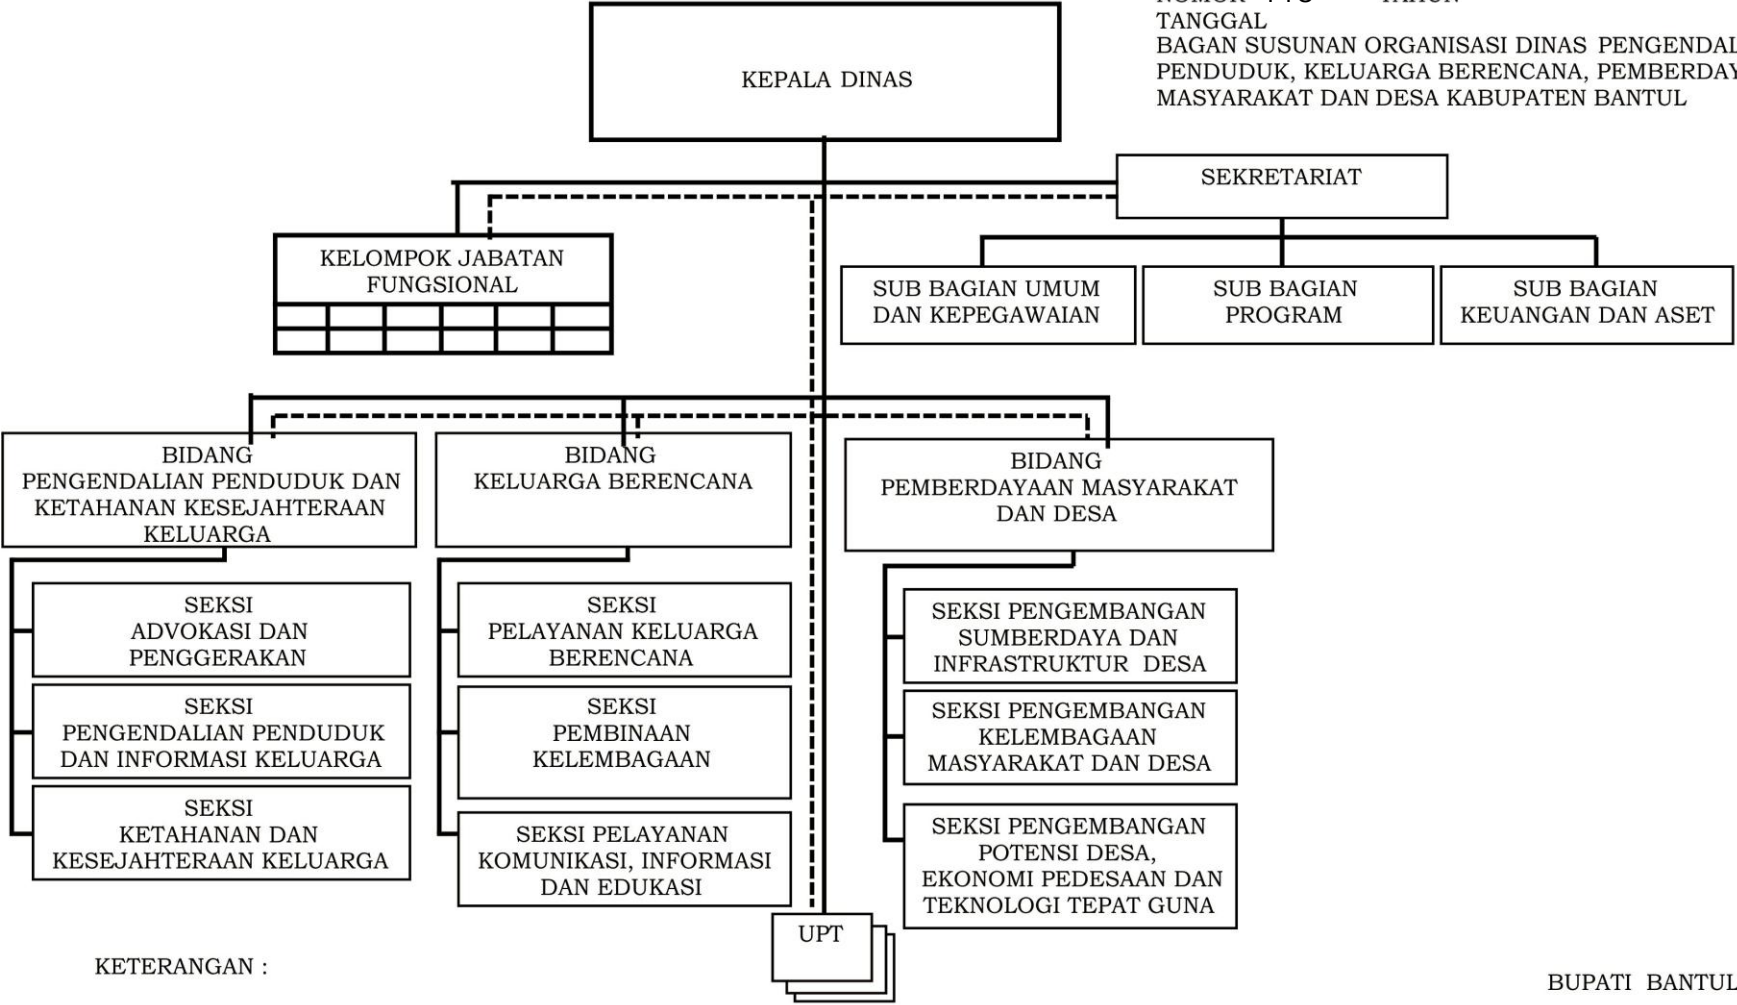 TANGGAL
BAGAN SUSUNAN ORGANISASI DINAS PENGENDAL
PENDUDUK, KELUARGA BERENCANA, PEMBERDAY
MASYARAKAT DAN DESA KABUPATEN BANTUL
KEPALA DINAS
SEKRETARIAT
KELOMPOK JABATAN
FUNGSIONAL
SUB BAGIAN UMUM
DAN KEPEGAWAIAN
SUB BAGIAN
PROGRAM
SUB BAGIAN
KEUANGAN DAN ASET
BIDANG
PENGENDALIAN PENDUDUK DAN
KETAHANAN KESEJAHTERAAN
KELUARGA
BIDANG
KELUARGA BERENCANA
BIDANG
PEMBERDAYAAN MASYARAKAT
DAN DESA
SEKSI
ADVOKASI DAN
PENGGERAKAN
SEKSI
PENGENDALIAN PENDUDUK
DAN INFORMASI KELUARGA
SEKSI
KETAHANAN DAN
KESEJAHTERAAN KELUARGA
SEKSI
PELAYANAN KELUARGA
BERENCANA
SEKSI
PEMBINAAN
KELEMBAGAAN
SEKSI PELAYANAN
KOMUNIKASI, INFORMASI
DAN EDUKASI
SEKSI PENGEMBANGAN
SUMBERDAYA DAN
INFRASTRUKTUR DESA
SEKSI PENGEMBANGAN
KELEMBAGAAN
MASYARAKAT DAN DESA
SEKSI PENGEMBANGAN
POTENSI DESA,
EKONOMI PEDESAAN DAN
TEKNOLOGI TEPAT GUNA
UPT
KETERANGAN :
BUPATI BANTUL